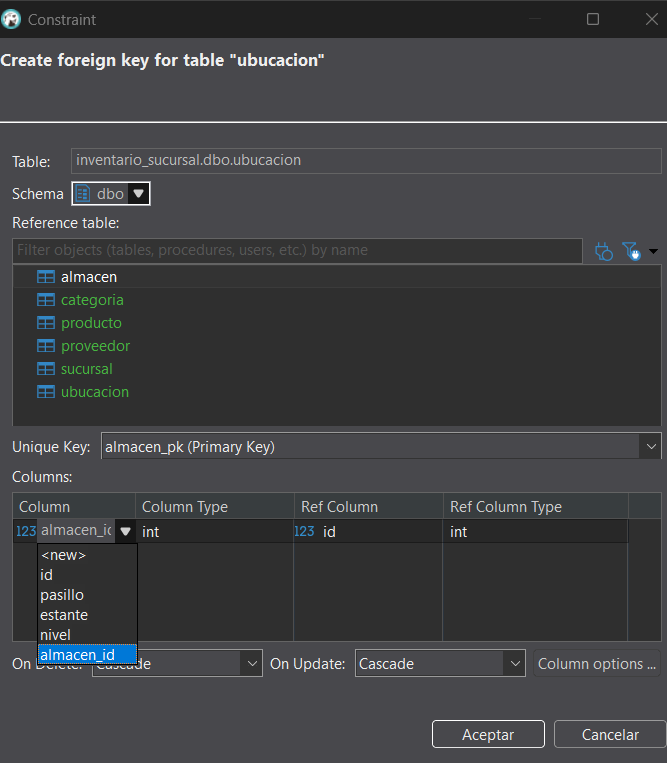 Constraint
Create foreign key for table "ubucacion"
Table: inventario_sucursal.dbo.ubucacion
Schema dbo
Reference table:
Filter objects (tables, procedures, users, etc.) by name
almacen
categoria
producto
proveedor
sucursal
ubucacion
Unique Key: almacen_pk (Primary Key)
Columns:
Column Column Type Ref Column Ref Column Type
123 almacen_ic int 123 id int
<new>
id
pasillo
estante
nivel
almacen_id
On Delete: Cascade On Update: Cascade Column options ...
Aceptar Cancelar